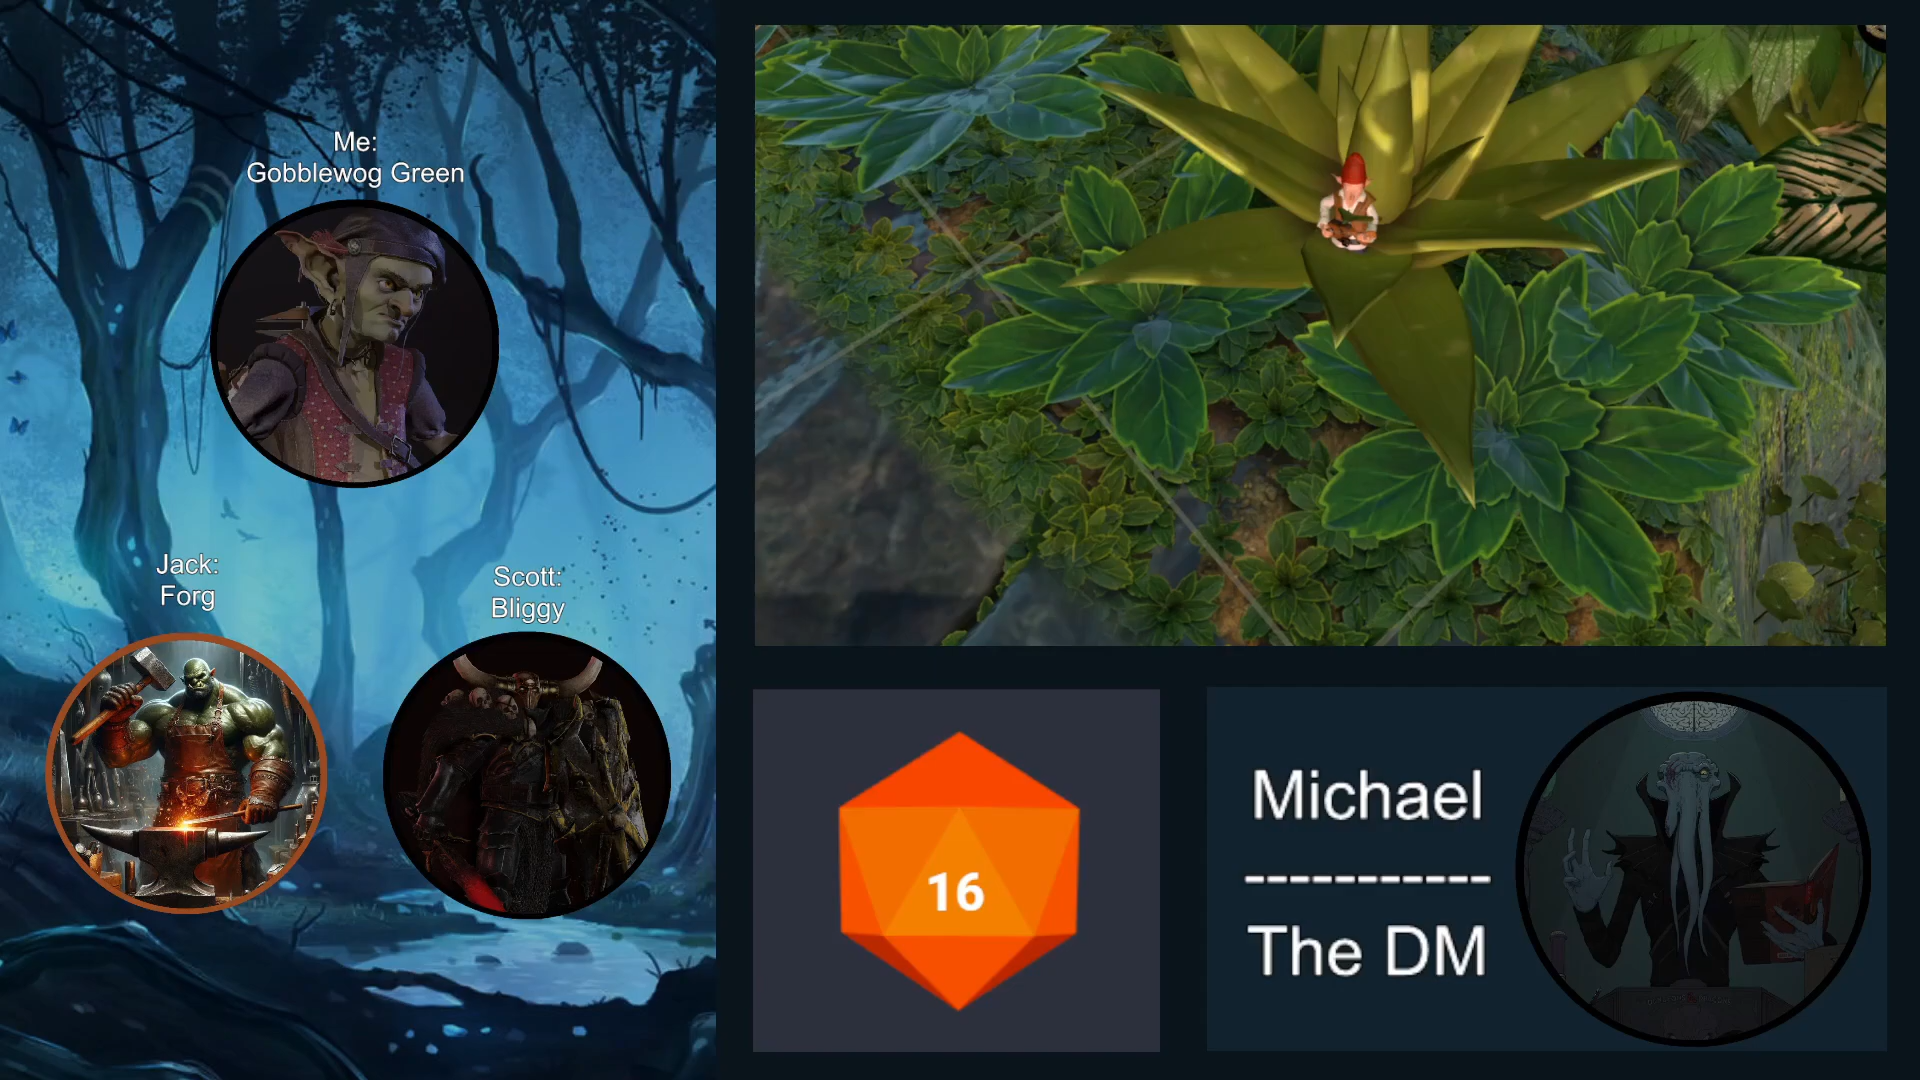 Me:
Gobblewog Green
Jack:
Forg
Scott:
Bliggy
16
Michael
-----------
The DM